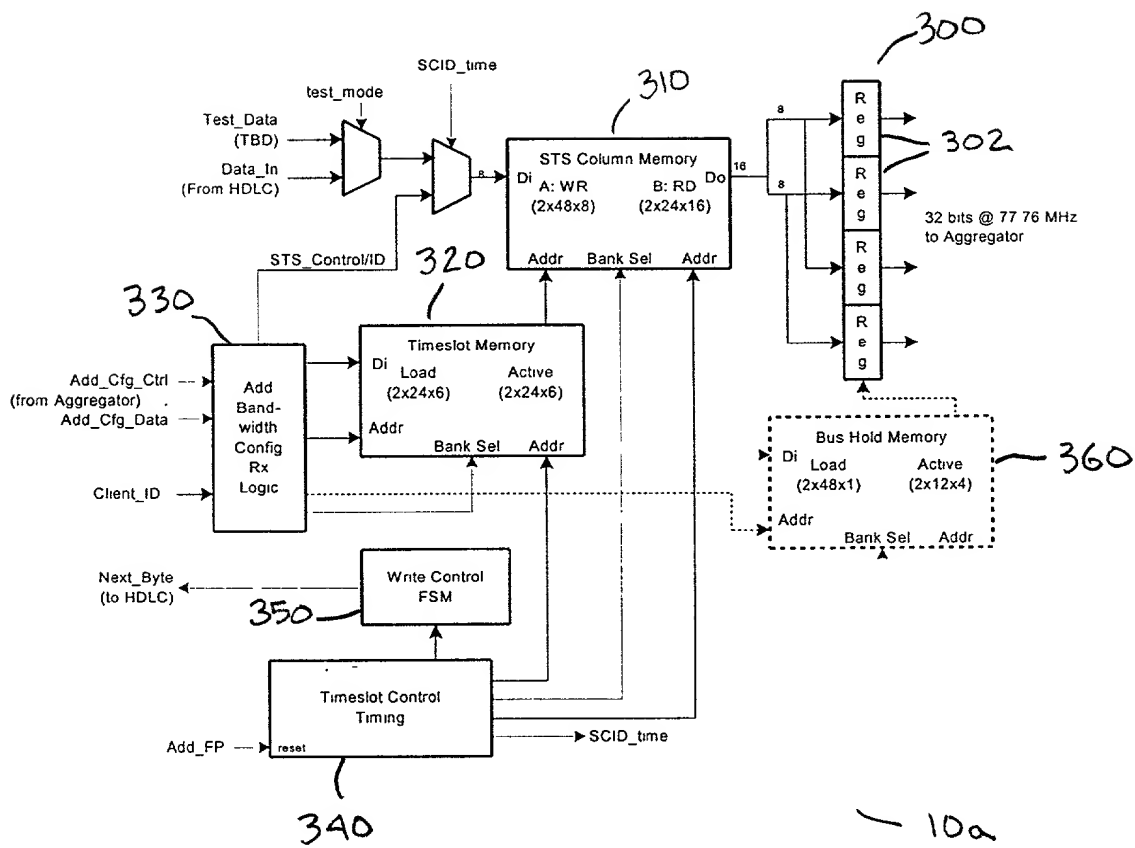 300
SCID_time
310
test_mode
Test_Data
(TBD)
Data_In
(From HDLC)
8
STS Column Memory
Di
A: WR
(2x48x8)
B: RD
(2x24x16)
Do
16
Addr
Bank Sel
Addr
8
8
Reg
Reg
Reg
Reg
302
32 bits @ 77 76 MHz
to Aggregator
STS_Control/ID
320
330
Timeslot Memory
Di
Load
(2x24x6)
Active
(2x24x6)
Addr
Bank Sel
Addr
Add_Cfg_Ctrl
(from Aggregator)
Add_Cfg_Data
Client_ID
Add
Band-
width
Config
Rx
Logic
Bus Hold Memory
Di
Load
(2x48x1)
Active
(2x12x4)
Addr
Bank Sel
Addr
360
Next_Byte
(to HDLC)
Write Control
FSM
350
Timeslot Control
Timing
Add_FP
reset
SCID_time
340
10a